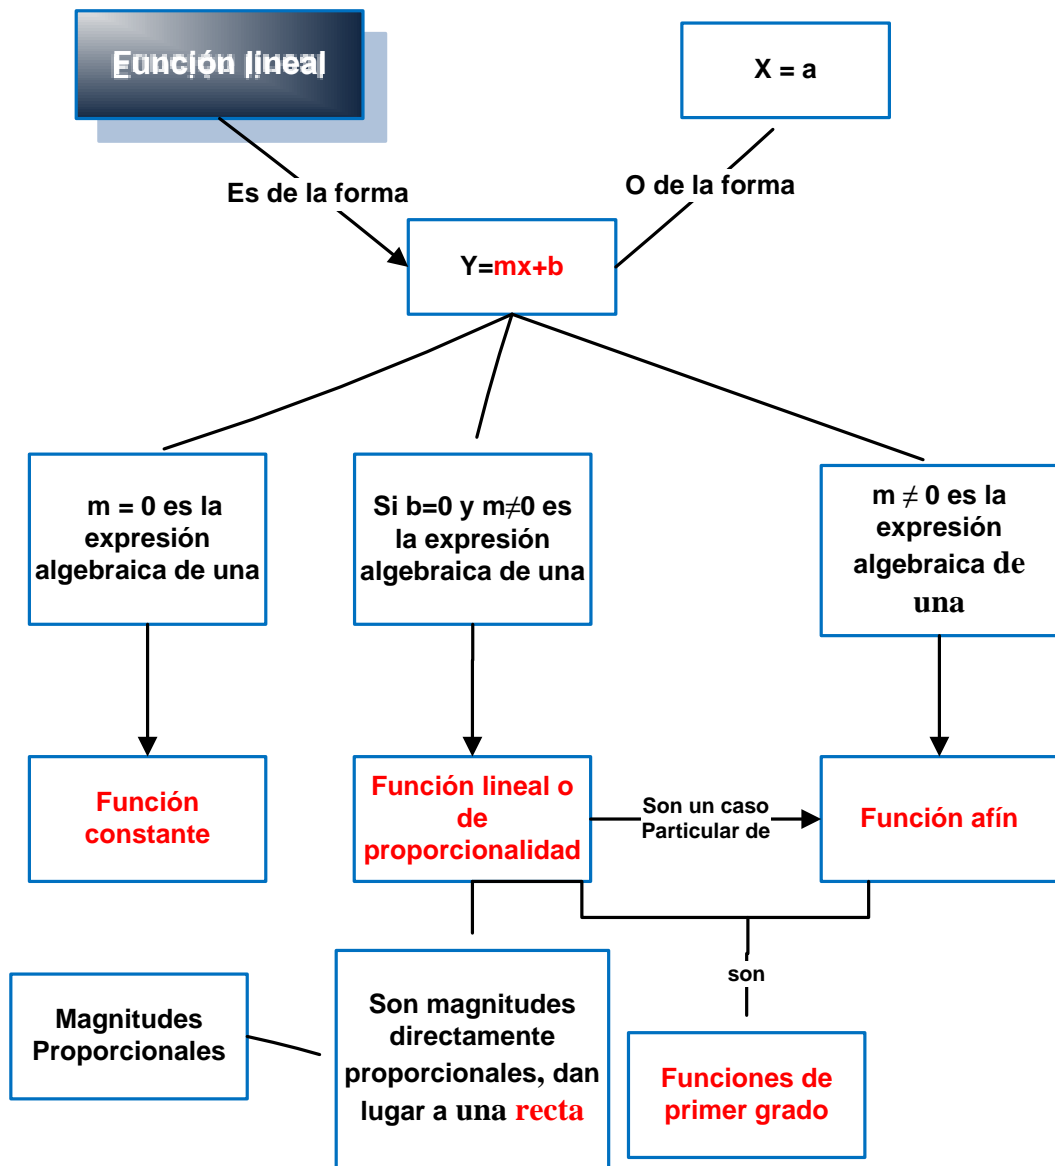 Función lineal
X = a
Es de la forma
O de la forma
Y=mx+b
m = 0 es la
expresión
algebraica de una
Si b=0 y m≠0 es
la expresión
algebraica de una
m ≠ 0 es la
expresión
algebraica de
una
Función
constante
Función lineal o
de
proporcionalidad
Son un caso
Particular de
Función afín
son
Magnitudes
Proporcionales
Son magnitudes
directamente
proporcionales, dan
lugar a una recta
Funciones de
primer grado